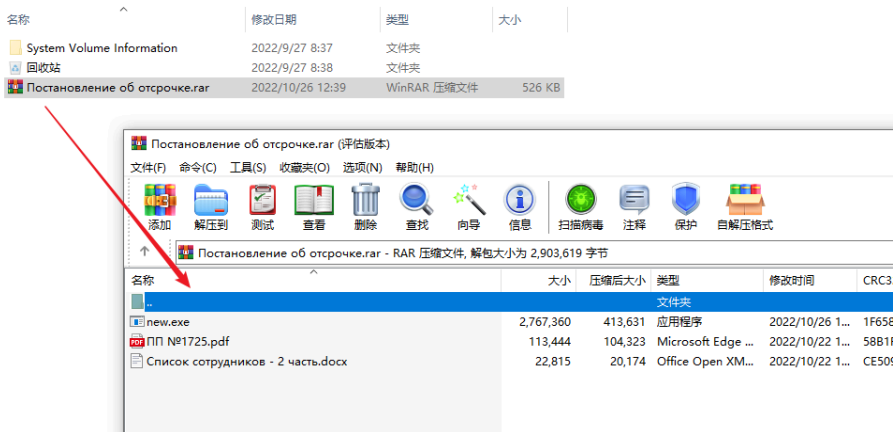 名称 修改日期 类型 大小
System Volume Information 2022/9/27 8:37 文件夹
回收站 2022/9/27 8:38 文件夹
Постановление об отсрочке.rar 2022/10/26 12:39 WinRAR 压缩文件 526 KB
Постановление об отсрочке.rar (评估版本)
文件(F) 命令(C) 工具(S) 收藏夹(O) 选项(N) 帮助(H)
添加 解压到 测试 查看 删除 查找 向导 信息 扫描病毒 注释 保护 自解压格式
Постановление об отсрочке.rar - RAR 压缩文件, 解包大小为 2,903,619 字节
名称 大小 压缩后大小 类型 修改时间 CRC3
.. 文件夹
new.exe 2,767,360 413,631 应用程序 2022/10/26 1... 1F658
ПП №1725.pdf 113,444 104,323 Microsoft Edge ... 2022/10/22 1... 58B1F
Список сотрудников - 2 часть.docx 22,815 20,174 Office Open XM... 2022/10/22 1... CE509